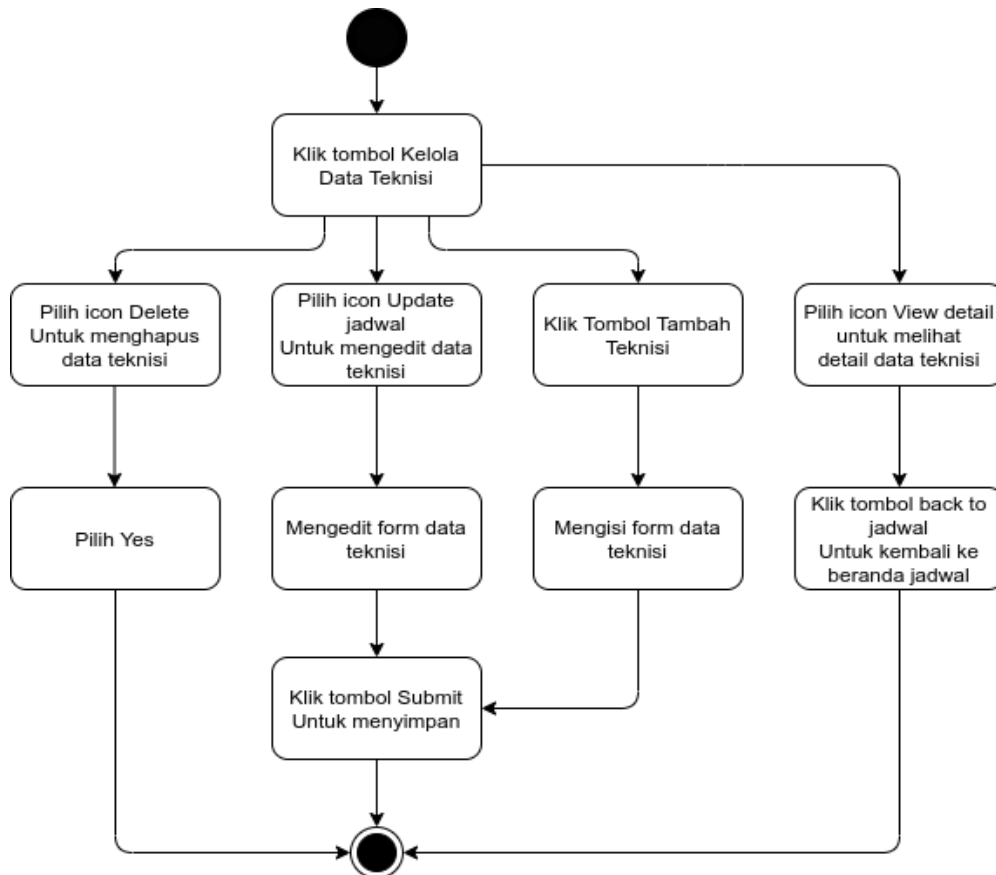 Klik tombol Kelola
Data Teknisi
Pilih icon Delete
Untuk menghapus
data teknisi
Pilih icon Update
jadwal
Untuk mengedit data
teknisi
Klik Tombol Tambah
Teknisi
Pilih icon View detail
untuk melihat
detail data teknisi
Pilih Yes
Mengedit form data
teknisi
Mengisi form data
teknisi
Klik tombol back to
jadwal
Untuk kembali ke
beranda jadwal
Klik tombol Submit
Untuk menyimpan